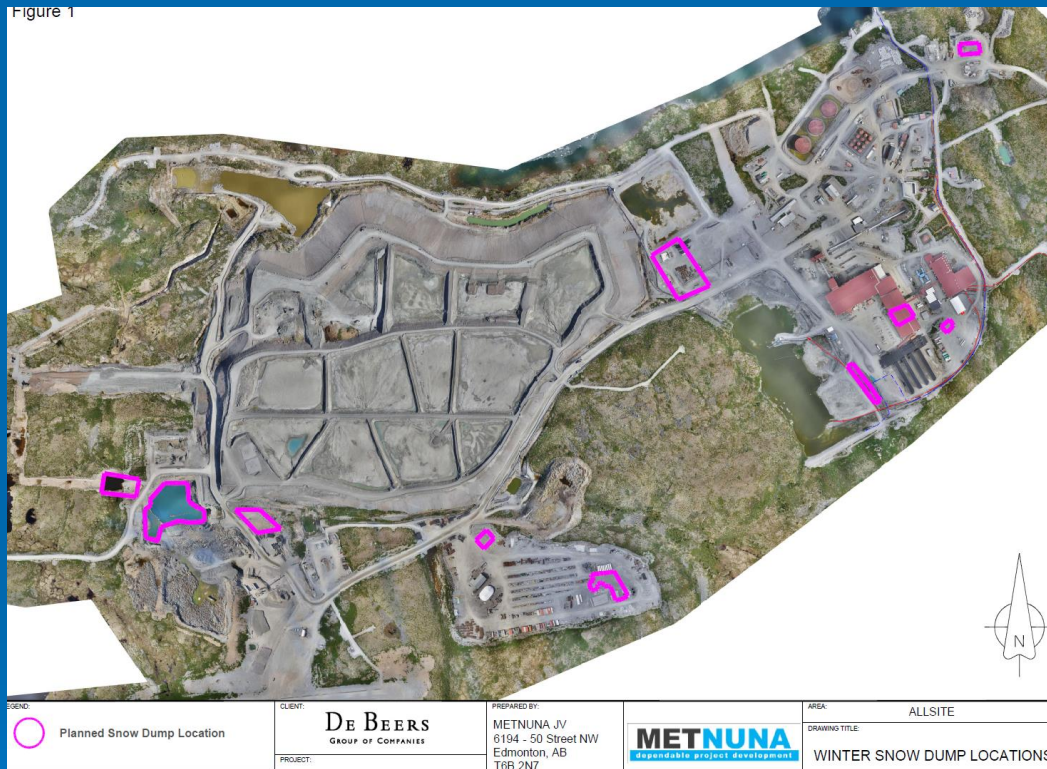 Figure 1
N
EGEND:
Planned Snow Dump Location
CLIENT:
DE BEERS
GROUP OF COMPANIES
PROJECT:
PREPARED BY:
METNUNA JV
6194 - 50 Street NW
Edmonton, AB
T6B 2N7
METNUNA
dependable project development
AREA:
ALLSITE
DRAWING TITLE:
WINTER SNOW DUMP LOCATIONS